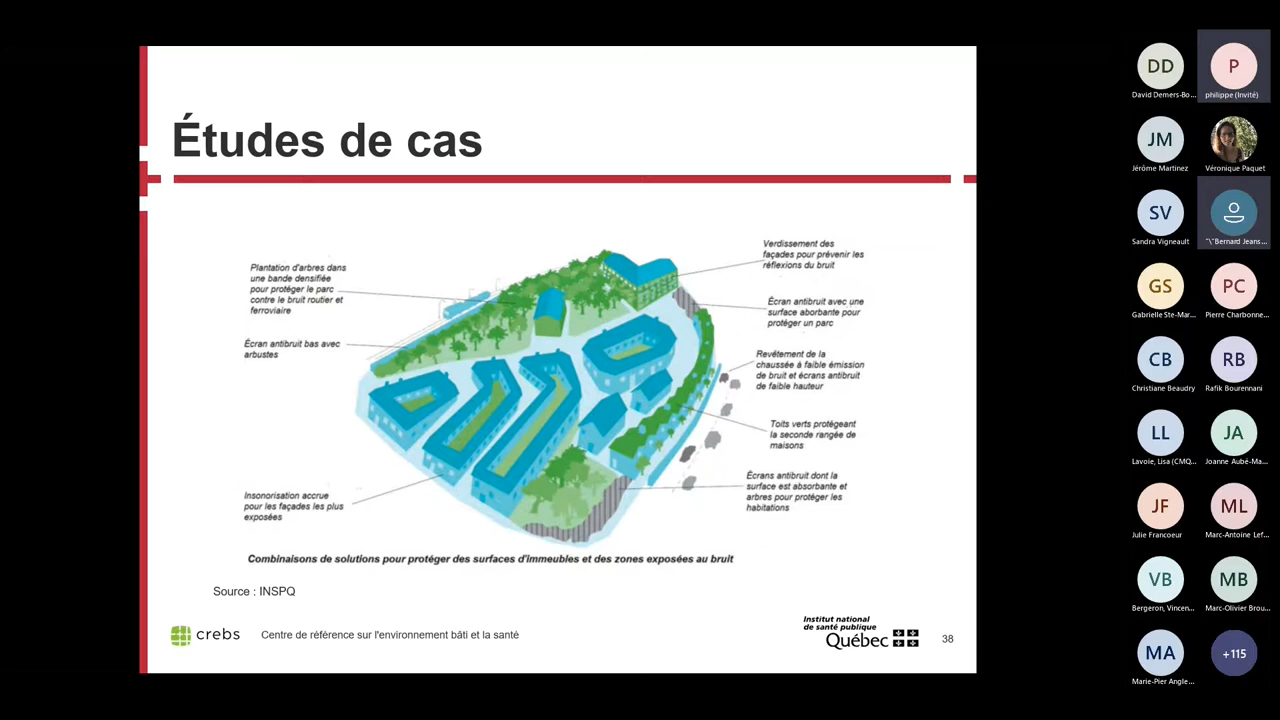 Études de cas
Plantation d'arbres dans
une bande densifiée
pour protéger le parc
contre le bruit routier et
ferroviaire
Écran antibruit bas avec
arbustes
Insonorisation accrue
pour les façades les plus
exposées
Verdissement des
façades pour prévenir les
réflexions du bruit
Écran antibruit avec une
surface aborbante pour
protéger un parc
Revêtement de la
chaussée à faible émission
de bruit et écrans antibruit
de faible hauteur
Toits verts protégeant
la seconde rangée de
maisons
Écrans antibruit dont la
surface est absorbante et
arbres pour protéger les
habitations
Combinaisons de solutions pour protéger des surfaces d'immeubles et des zones exposées au bruit
Source : INSPQ
crebs
Centre de référence sur l'environnement bâti et la santé
Institut national
de santé publique
Québec
38
DD
David Demers-Bo...
P
philippe (Invité)
JM
Jérôme Martinez
Véronique Paquet
SV
Sandra Vigneault
"\"Bernard Jeans...
GS
Gabrielle Ste-Mar...
PC
Pierre Charbonne...
CB
Christiane Beaudry
RB
Rafik Bourennani
LL
Lavoie, Lisa (CMQ...
JA
Joanne Aubé-Ma...
JF
Julie Francoeur
ML
Marc-Antoine Lef...
VB
Bergeron, Vincen...
MB
Marc-Olivier Brou...
MA
Marie-Pier Angle...
+115